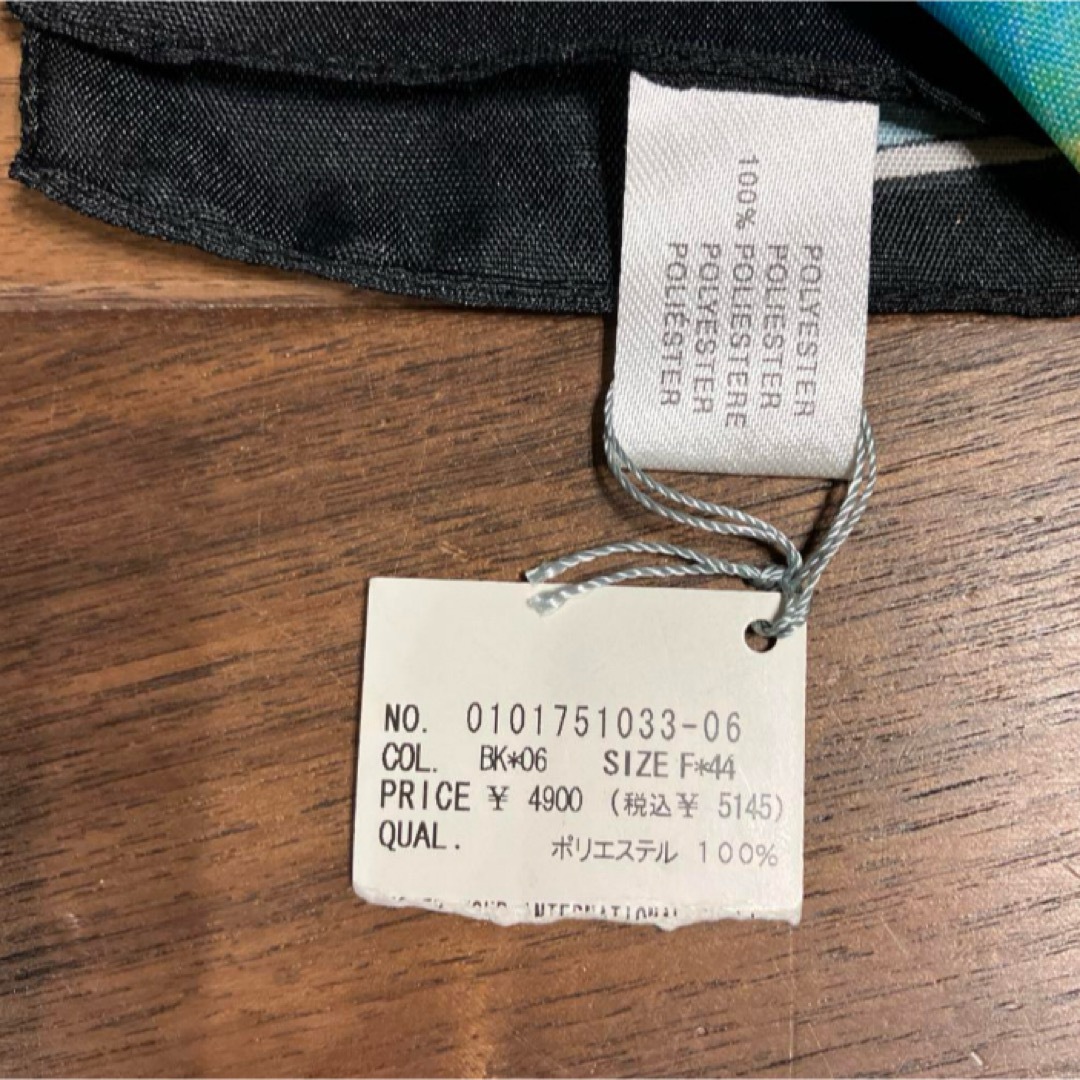 POLYESTER
POLIESTER
100% POLIESTERE
POLYESTER
POLIÉSTER
NO. 0101751033-06
COL. BK*06 SIZE F*44
PRICE ¥ 4900 (税込¥ 5145)
QUAL. ポリエステル 100%
INTERNATIONAL